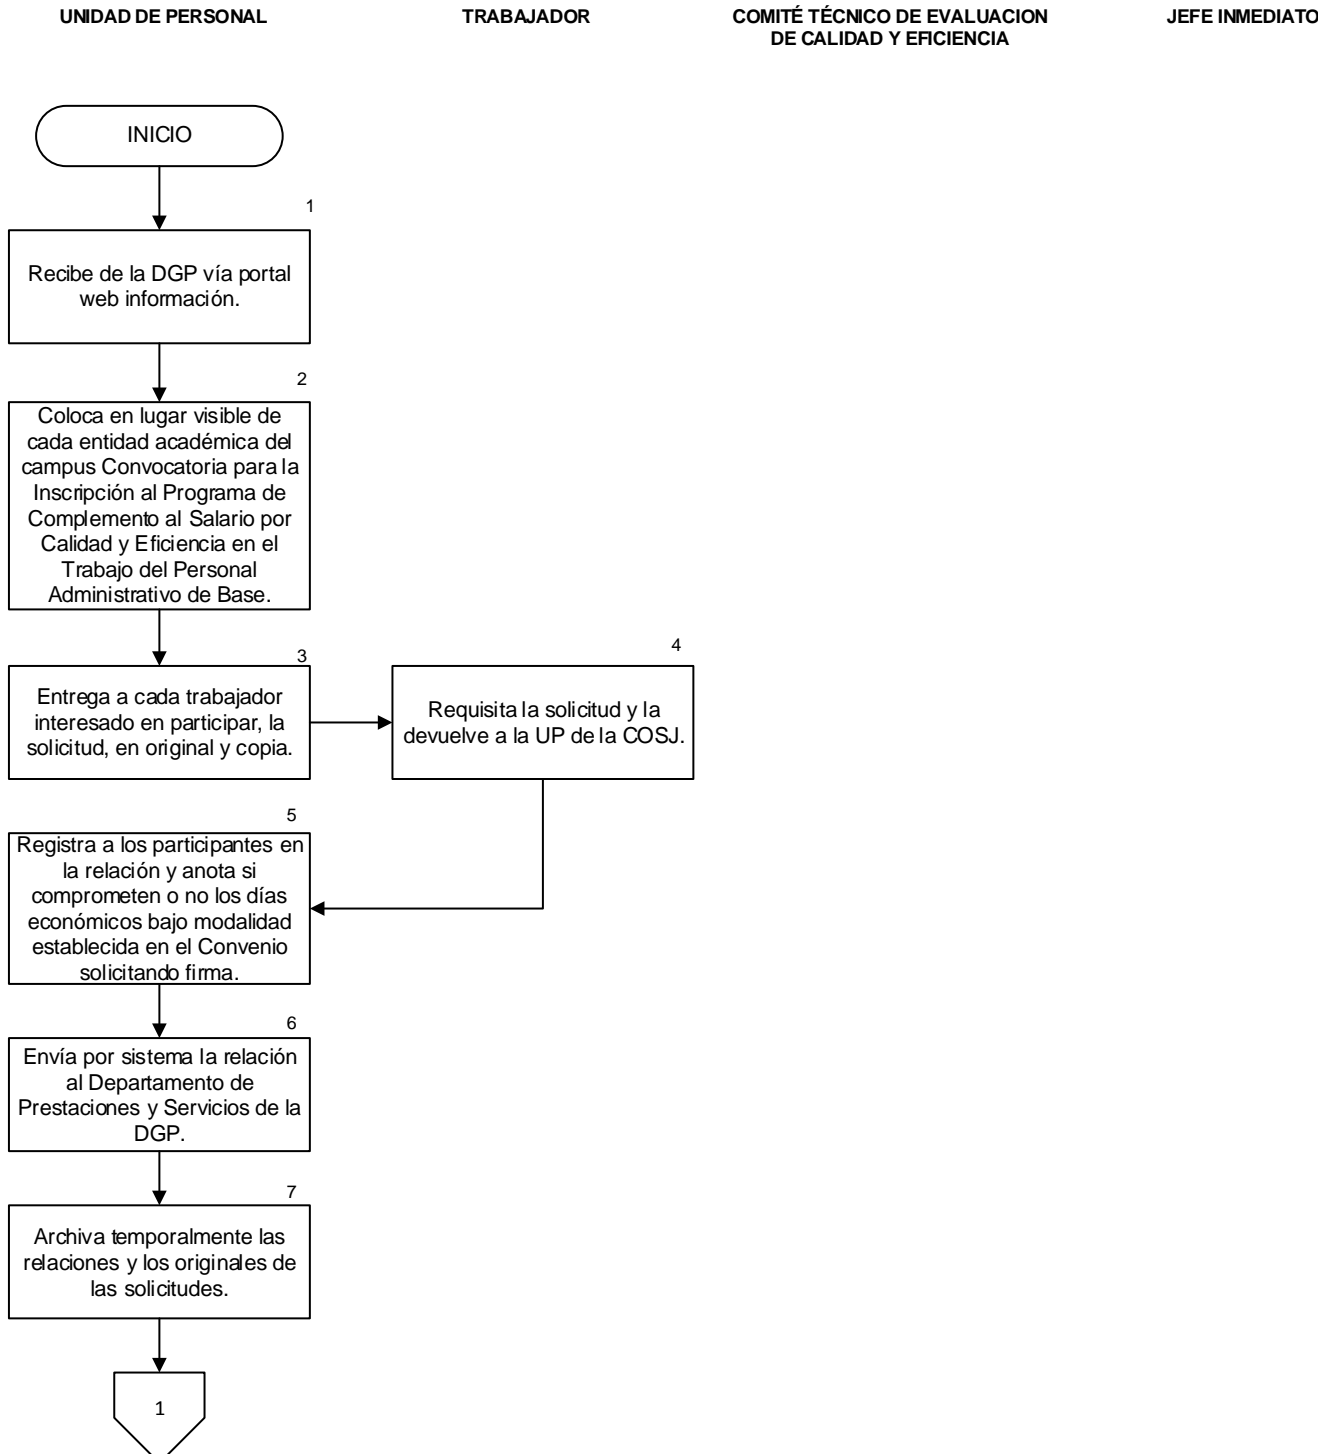 UNIDAD DE PERSONAL
TRABAJADOR
COMITÉ TÉCNICO DE EVALUACION
DE CALIDAD Y EFICIENCIA
JEFE INMEDIATO
INICIO
1
Recibe de la DGP vía portal
web información.
2
Coloca en lugar visible de
cada entidad académica del
campus Convocatoria para la
Inscripción al Programa de
Complemento al Salario por
Calidad y Eficiencia en el
Trabajo del Personal
Administrativo de Base.
3
Entrega a cada trabajador
interesado en participar, la
solicitud, en original y copia.
4
Requisita la solicitud y la
devuelve a la UP de la COSJ.
5
Registra a los participantes en
la relación y anota si
comprometen o no los días
económicos bajo modalidad
establecida en el Convenio
solicitando firma.
6
Envía por sistema la relación
al Departamento de
Prestaciones y Servicios de la
DGP.
7
Archiva temporalmente las
relaciones y los originales de
las solicitudes.
1